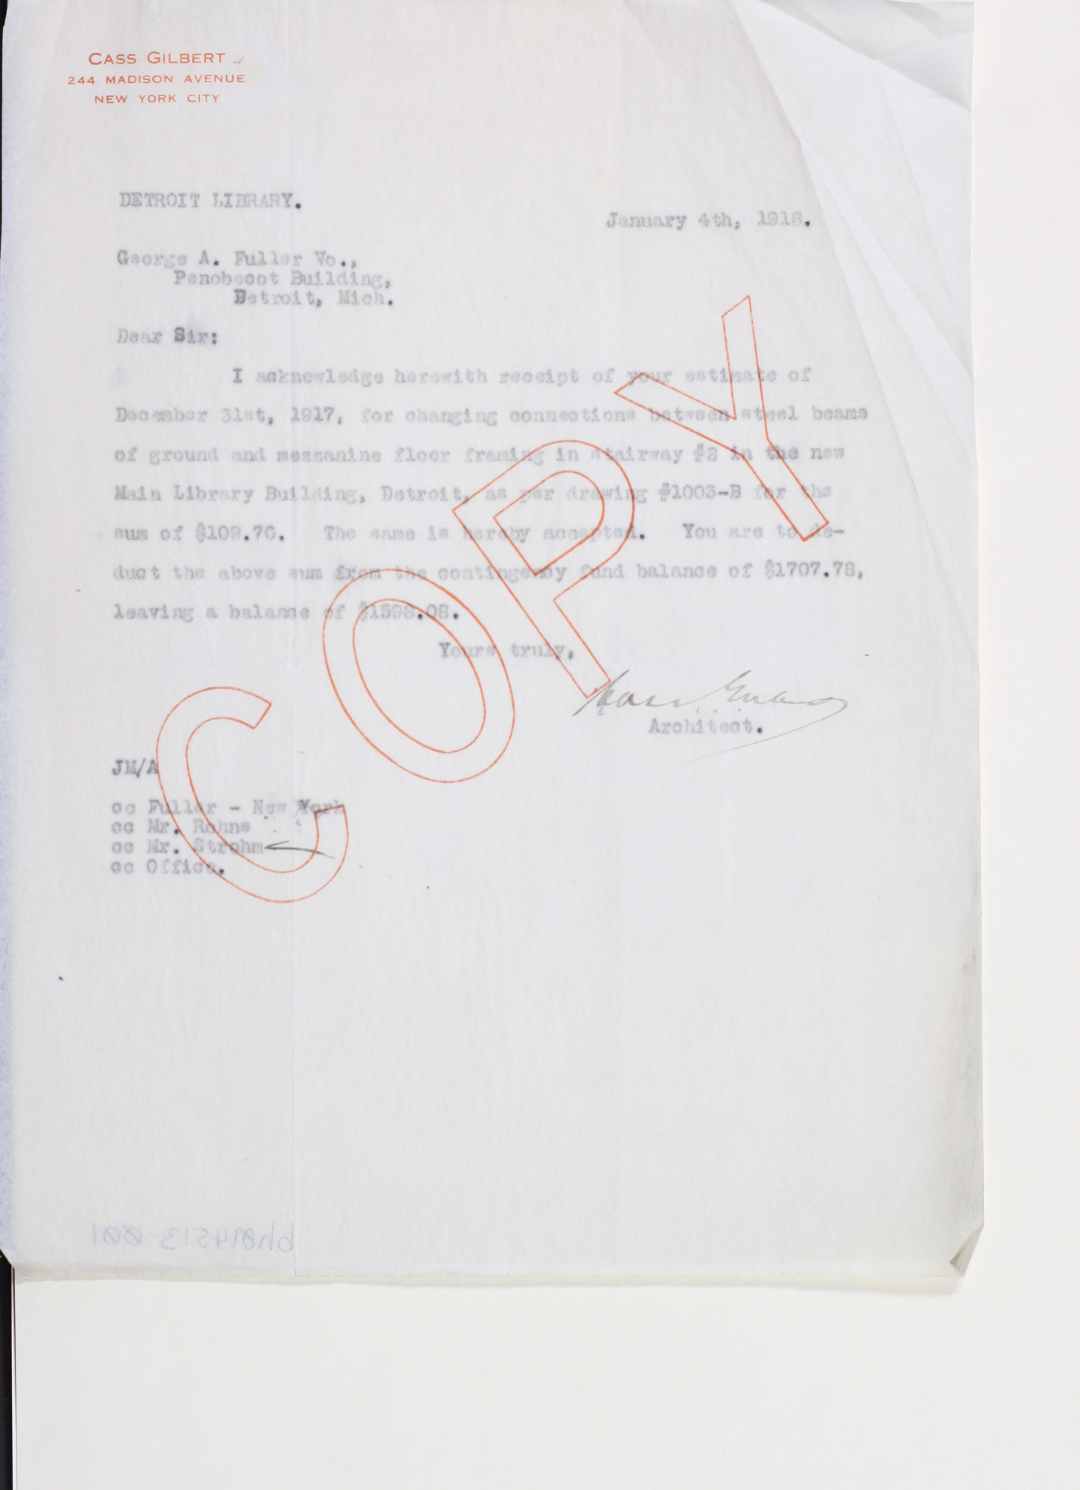 CASS GILBERT
244 MADISON AVENUE
NEW YORK CITY
DETROIT LIBRARY.
January 4th, 1918.
George A. Fuller Vo.,
Penobscot Building,
Detroit, Mich.
Dear Sir:
I acknowledge herewith receipt of your estimate of
December 31st, 1917, for changing connections between steel beams
of ground and mezzanine floor framing in stairway #2 in the new
Main Library Building, Detroit, as per drawing #1003-B for the
sum of $109.70. The same is hereby accepted. You are to de-
duct the above sum from the contingency fund balance of $1707.78,
leaving a balance of $1598.08.
Yours truly,
Cass Gilbert
Architect.
JM/A
cc Fuller - New York
cc Mr. Rohns
cc Mr. Strohm
cc Office.
COPY
bh014513-001